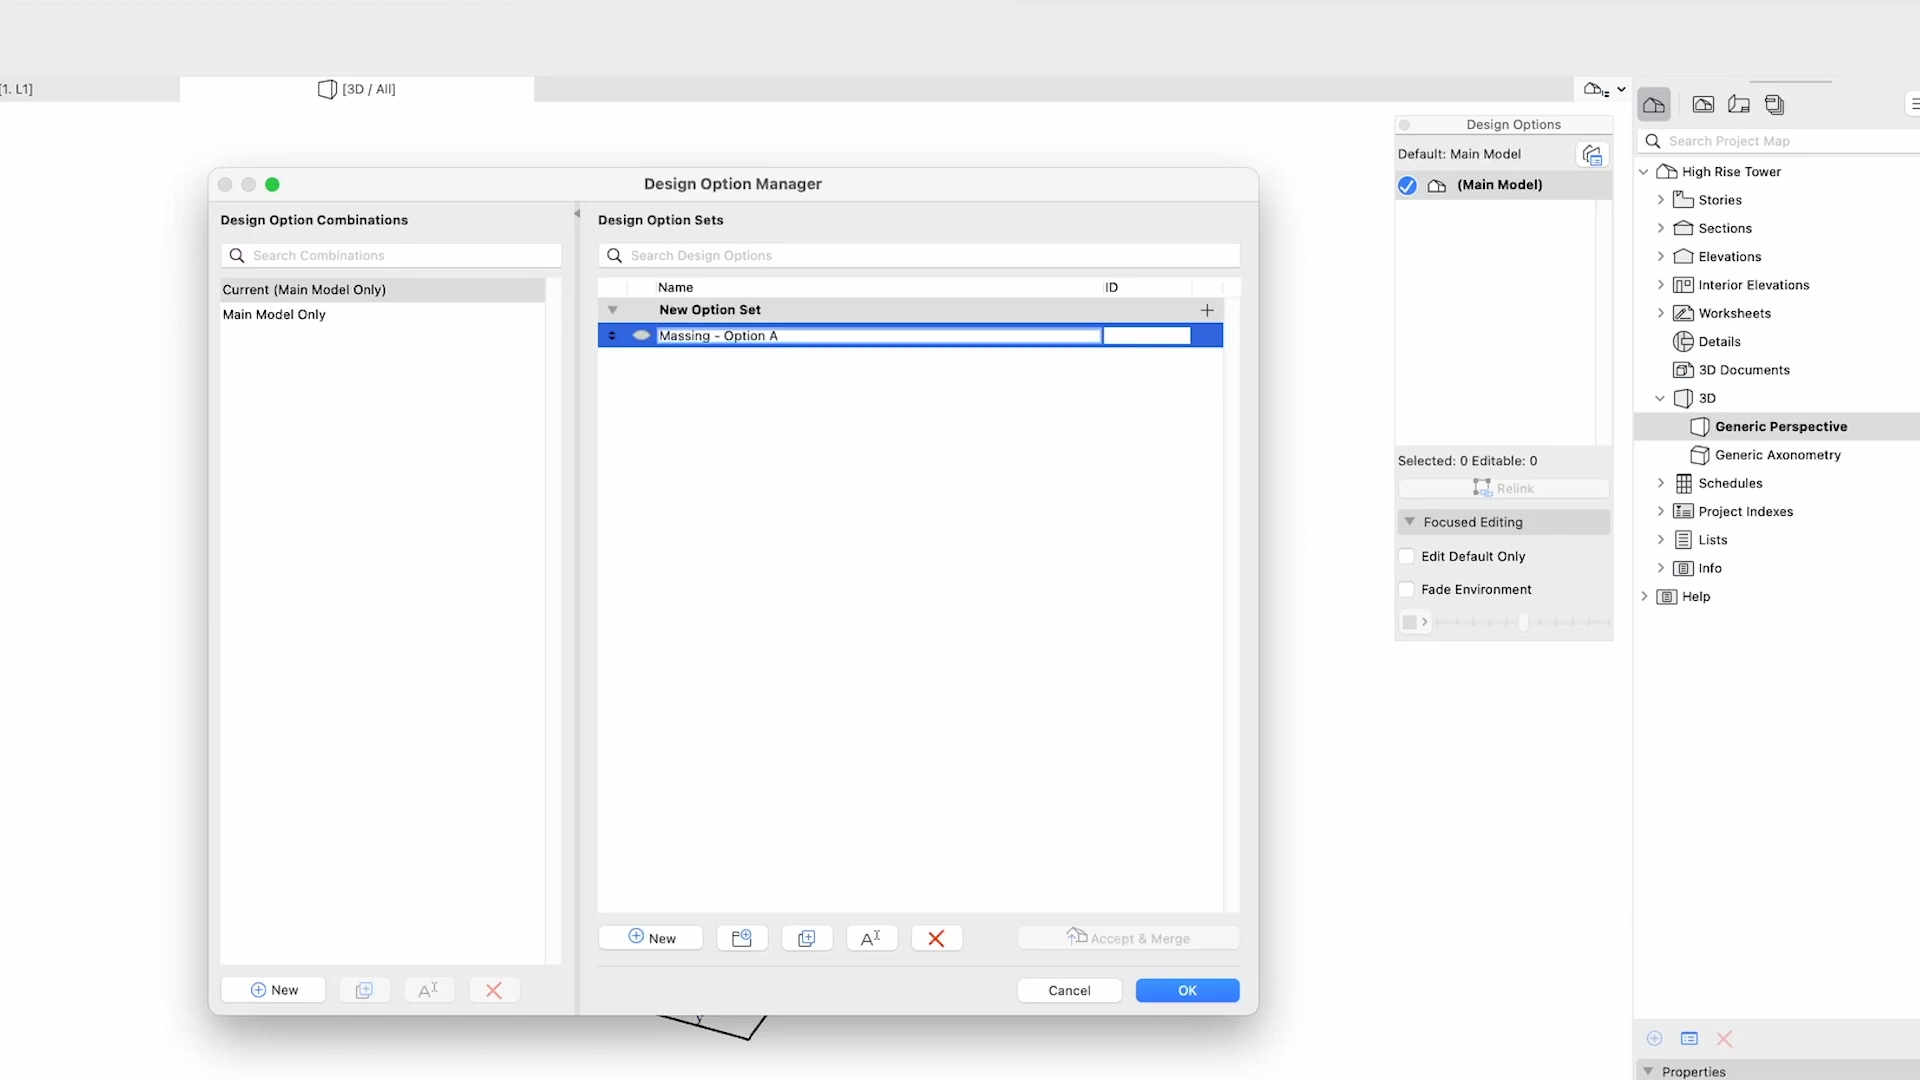 [1. L1]
[3D / All]
Design Option Manager
Design Option Combinations
Search Combinations
Current (Main Model Only)
Main Model Only
New
Design Option Sets
Search Design Options
Name ID
New Option Set
Massing - Option A
New
Accept & Merge
Cancel
OK
y
Design Options
Default: Main Model
(Main Model)
Selected: 0 Editable: 0
Relink
Focused Editing
Edit Default Only
Fade Environment
Search Project Map
High Rise Tower
Stories
Sections
Elevations
Interior Elevations
Worksheets
Details
3D Documents
3D
Generic Perspective
Generic Axonometry
Schedules
Project Indexes
Lists
Info
Help
Properties